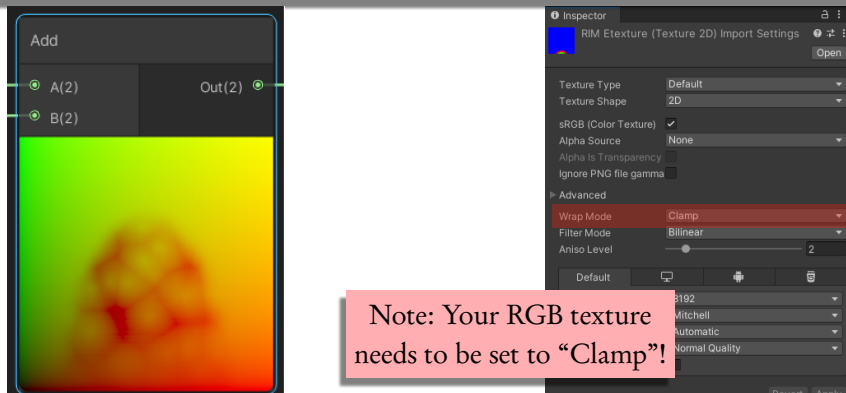 Add
A(2) Out(2)
B(2)
Inspector
RIM Etexture (Texture 2D) Import Settings
Open
Texture Type Default
Texture Shape 2D
sRGB (Color Texture)
Alpha Source None
Alpha Is Transparency
Ignore PNG file gamma
Advanced
Wrap Mode Clamp
Filter Mode Bilinear
Aniso Level 2
Default
8192
Mitchell
Automatic
Normal Quality
Note: Your RGB texture
needs to be set to “Clamp”!